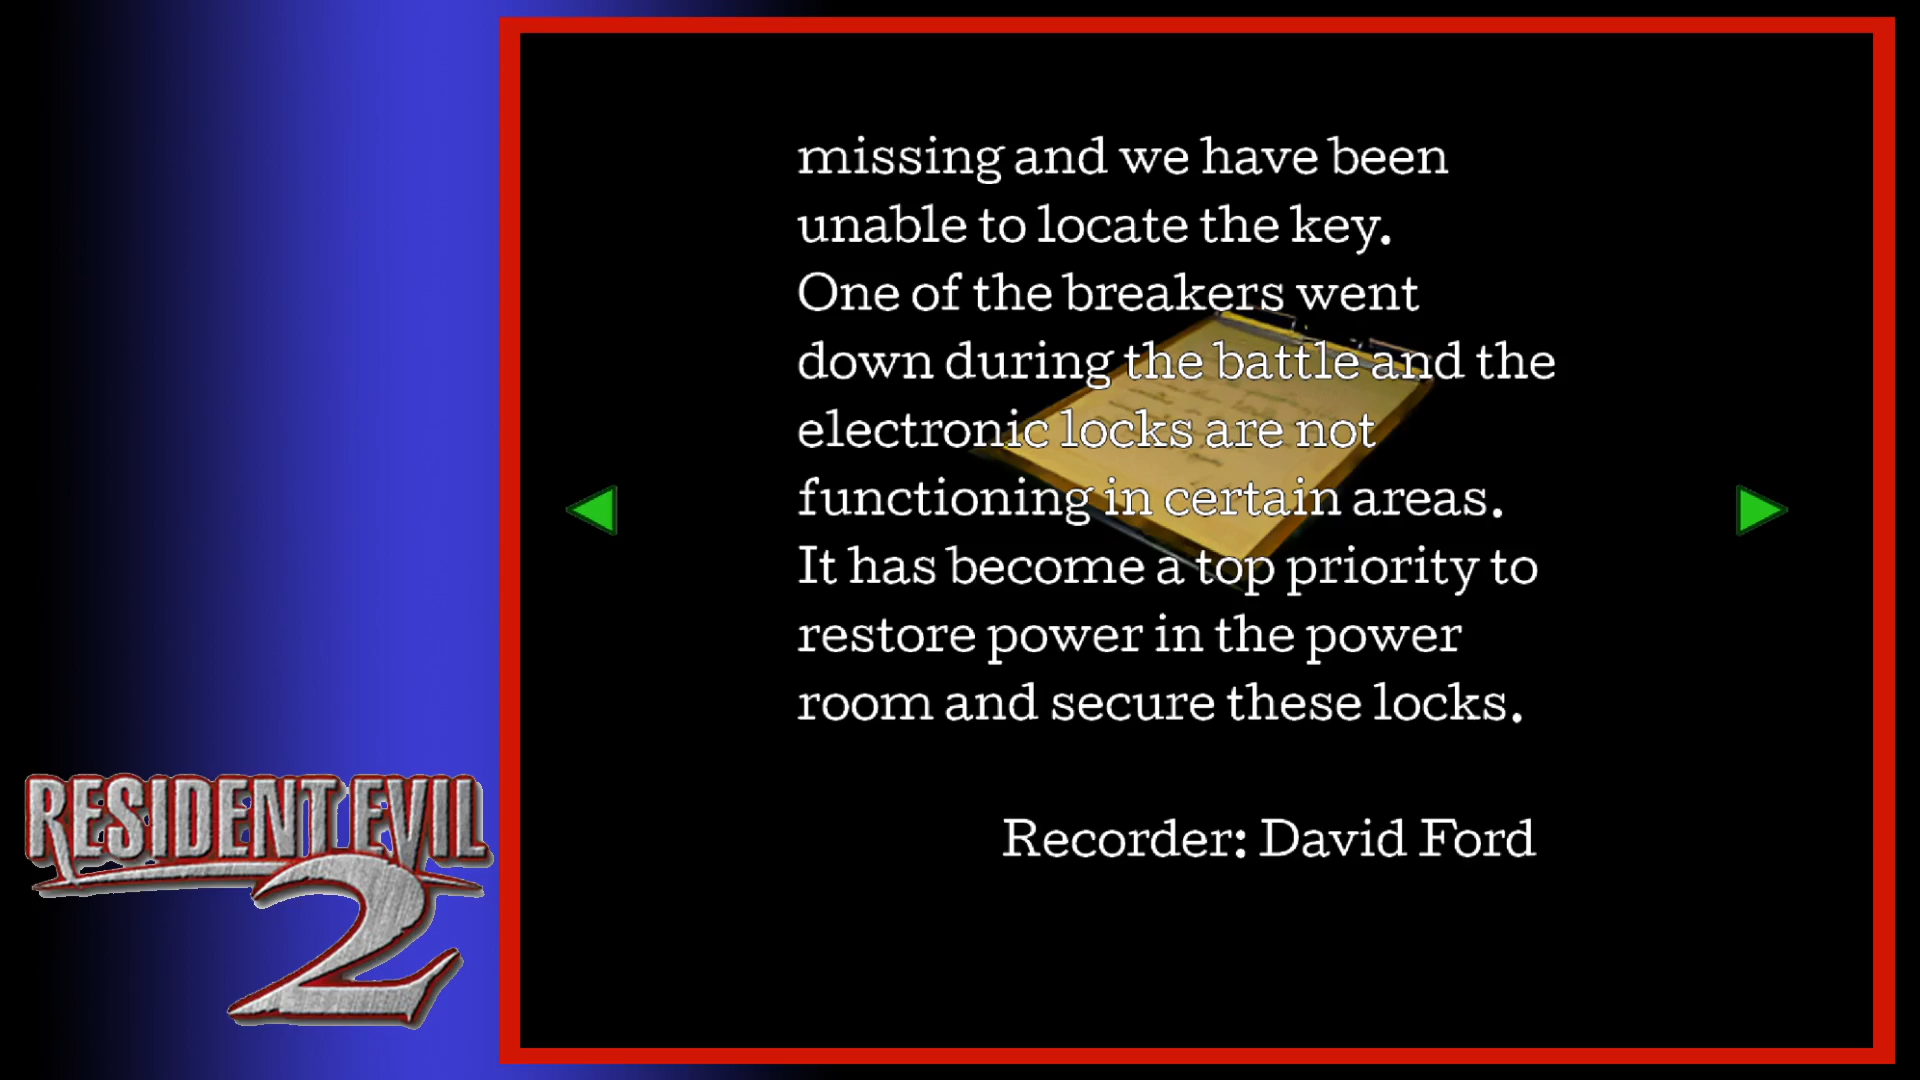 missing and we have been
unable to locate the key.
One of the breakers went
down during the battle and the
electronic locks are not
functioning in certain areas.
It has become a top priority to
restore power in the power
room and secure these locks.
Recorder: David Ford
RESIDENT EVIL
2